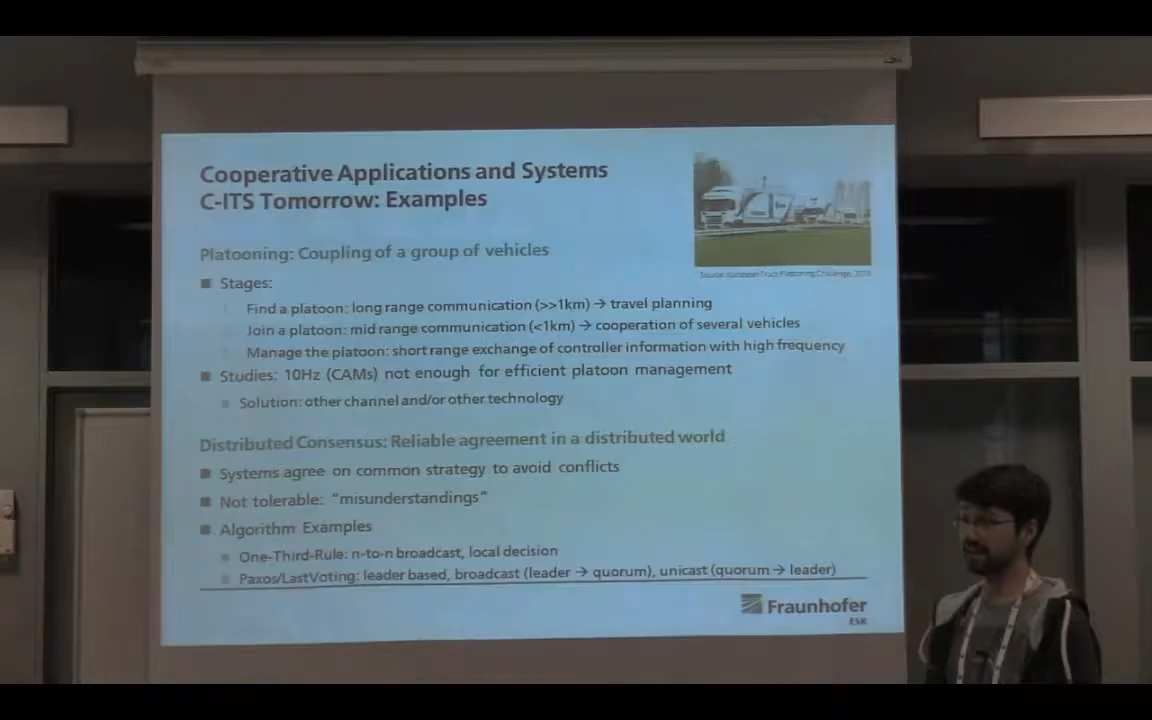 Cooperative Applications and Systems
C-ITS Tomorrow: Examples
Source: European Truck Platooning Challenge,
Platooning: Coupling of a group of vehicles
Stages:
Find a platoon: long range communication (>>1km) → travel planning
Join a platoon: mid range communication (<1km) → cooperation of several vehicles
Manage the platoon: short range exchange of controller information with high frequency
Studies: 10Hz (CAMs) not enough for efficient platoon management
Solution: other channel and/or other technology
Distributed Consensus: Reliable agreement in a distributed world
Systems agree on common strategy to avoid conflicts
Not tolerable: “misunderstandings”
Algorithm Examples
One-Third-Rule: n-to-n broadcast, local decision
Paxos/LastVoting: leader based, broadcast (leader → quorum), unicast (quorum → leader)
Fraunhofer
ESK